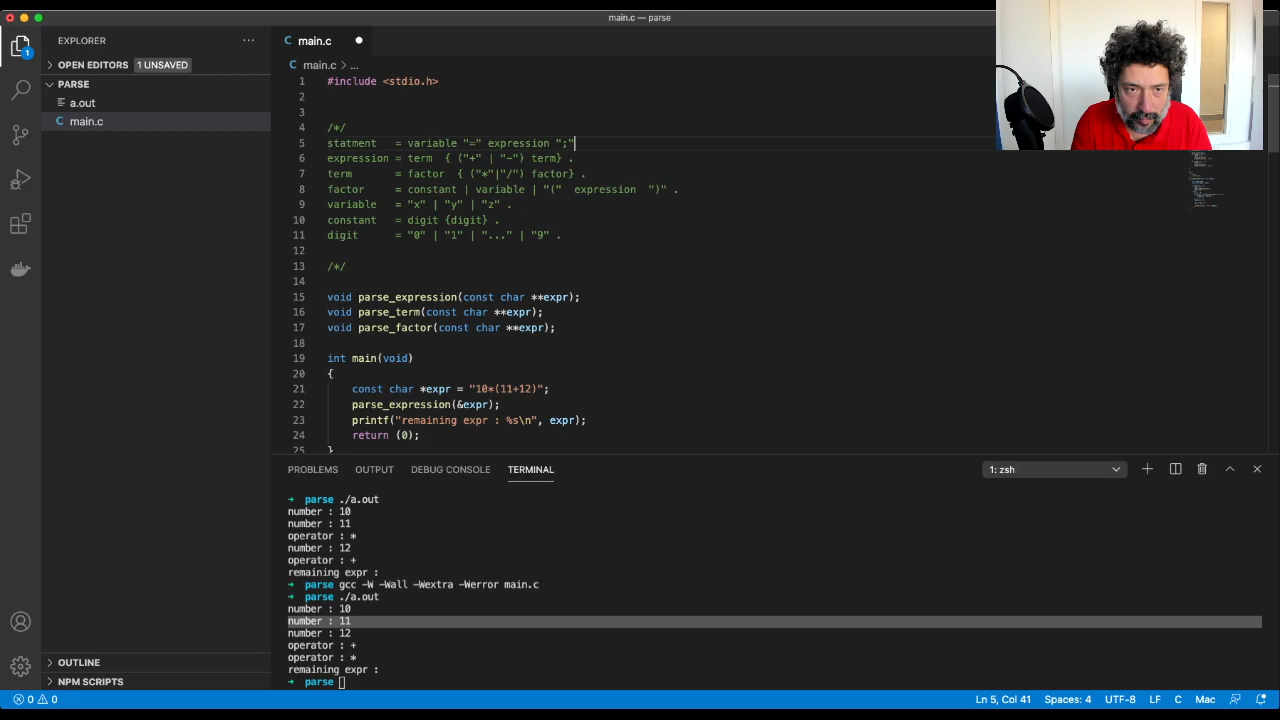 main.c — parse
EXPLORER
OPEN EDITORS 1 UNSAVED
PARSE
a.out
C main.c
OUTLINE
NPM SCRIPTS
C main.c
C main.c > ...
1 #include <stdio.h>
2
3
4 /*/
5 statment = variable "=" expression ";"
6 expression = term { ("+" | "-") term} .
7 term = factor { ("*"|"/") factor} .
8 factor = constant | variable | "(" expression ")" .
9 variable = "x" | "y" | "z" .
10 constant = digit {digit} .
11 digit = "0" | "1" | "..." | "9" .
12
13 /*/
14
15 void parse_expression(const char **expr);
16 void parse_term(const char **expr);
17 void parse_factor(const char **expr);
18
19 int main(void)
20 {
21 const char *expr = "10*(11+12)";
22 parse_expression(&expr);
23 printf("remaining expr : %s\n", expr);
24 return (0);
25 }
PROBLEMS OUTPUT DEBUG CONSOLE TERMINAL 1: zsh
➜ parse ./a.out
number : 10
number : 11
operator : *
number : 12
operator : +
remaining expr :
➜ parse gcc -W -Wall -Wextra -Werror main.c
➜ parse ./a.out
number : 10
number : 11
number : 12
operator : +
operator : *
remaining expr :
➜ parse
0 0 Ln 5, Col 41 Spaces: 4 UTF-8 LF C Mac